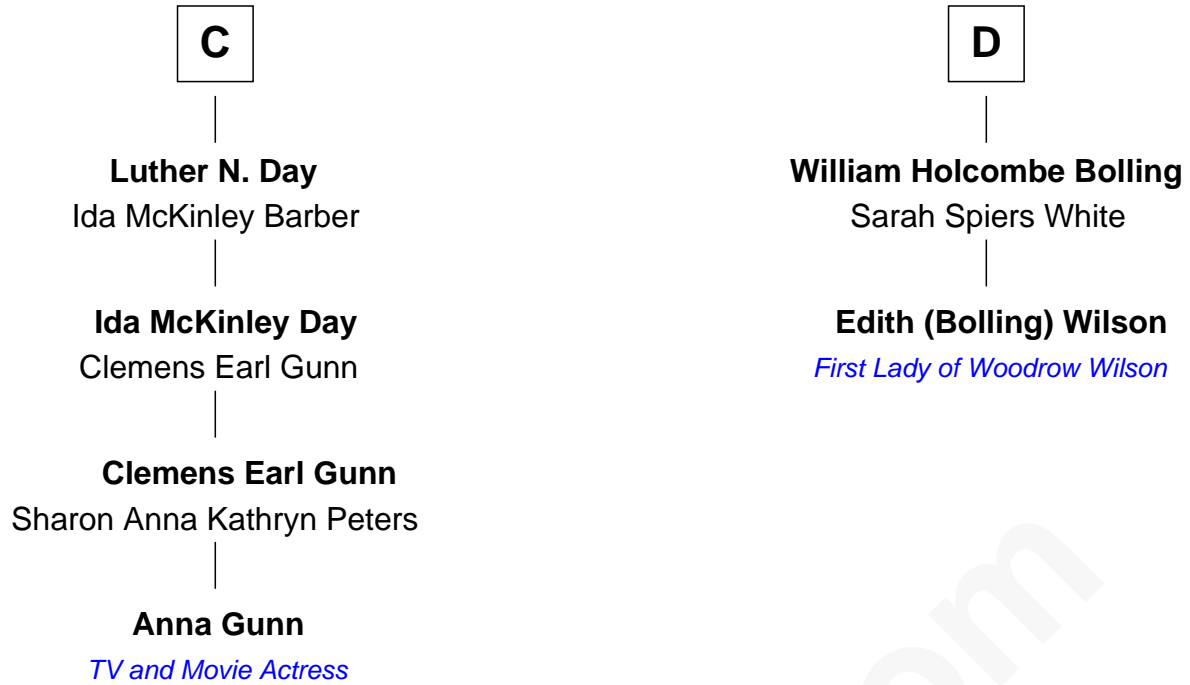 C
Luther N. Day
Ida McKinley Barber
Ida McKinley Day
Clemens Earl Gunn
Clemens Earl Gunn
Sharon Anna Kathryn Peters
Anna Gunn
TV and Movie Actress
D
William Holcombe Bolling
Sarah Spiers White
Edith (Bolling) Wilson
First Lady of Woodrow Wilson
om